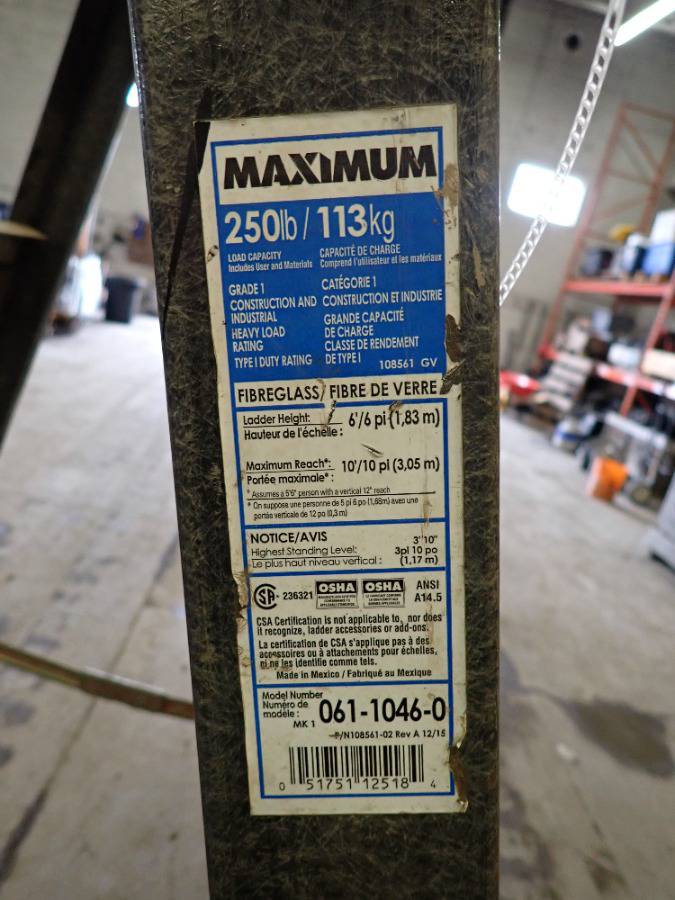 MAXIMUM
250lb / 113kg
LOAD CAPACITY CAPACITÉ DE CHARGE
Includes User and Materials Comprend l'utilisateur et les matériaux
GRADE 1 CATÉGORIE 1
CONSTRUCTION AND CONSTRUCTION ET INDUSTRIE
INDUSTRIAL GRANDE CAPACITÉ
HEAVY LOAD DE CHARGE
RATING CLASSE DE RENDEMENT
TYPE I DUTY RATING DE TYPE I 108561 GV
FIBREGLASS/ FIBRE DE VERRE
Ladder Height: 6'/6 pi (1,83 m)
Hauteur de l'échelle :
Maximum Reach*: 10'/10 pi (3,05 m)
Portée maximale* :
* Assumes a 5'6" person with a vertical 12" reach
* On suppose une personne de 5 pi 6 po (1,68m) avec une
portée verticale de 12 po (0,3 m)
NOTICE/AVIS 3'10"
Highest Standing Level: 3pi 10 po
Le plus haut niveau vertical : (1,17 m)
CSA 236321 OSHA OSHA ANSI
A14.5
CSA Certification is not applicable to, nor does
it recognize, ladder accessories or add-ons.
La certification de CSA s'applique pas à des
accessoires ou à attachements pour échelles,
ni ne les identifie comme tels.
Made in Mexico / Fabriqué au Mexique
Model Number
Numéro de
modèle : MK 1 061-1046-0
P/N108561-02 Rev A 12/15
0 51751 12518 4